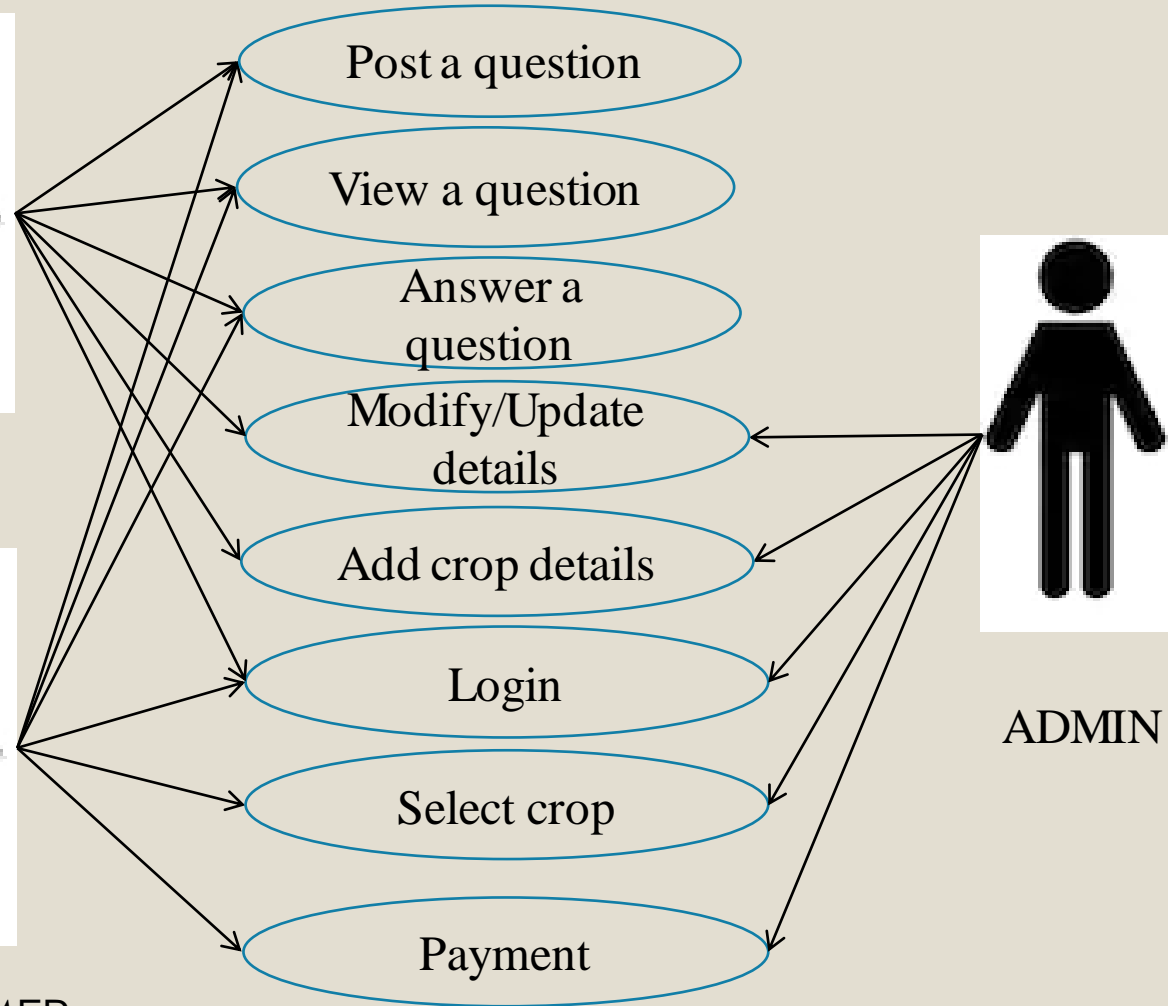 Post a question
View a question
Answer a
question
Modify/Update
details
Add crop details
Login
ADMIN
Select crop
Payment